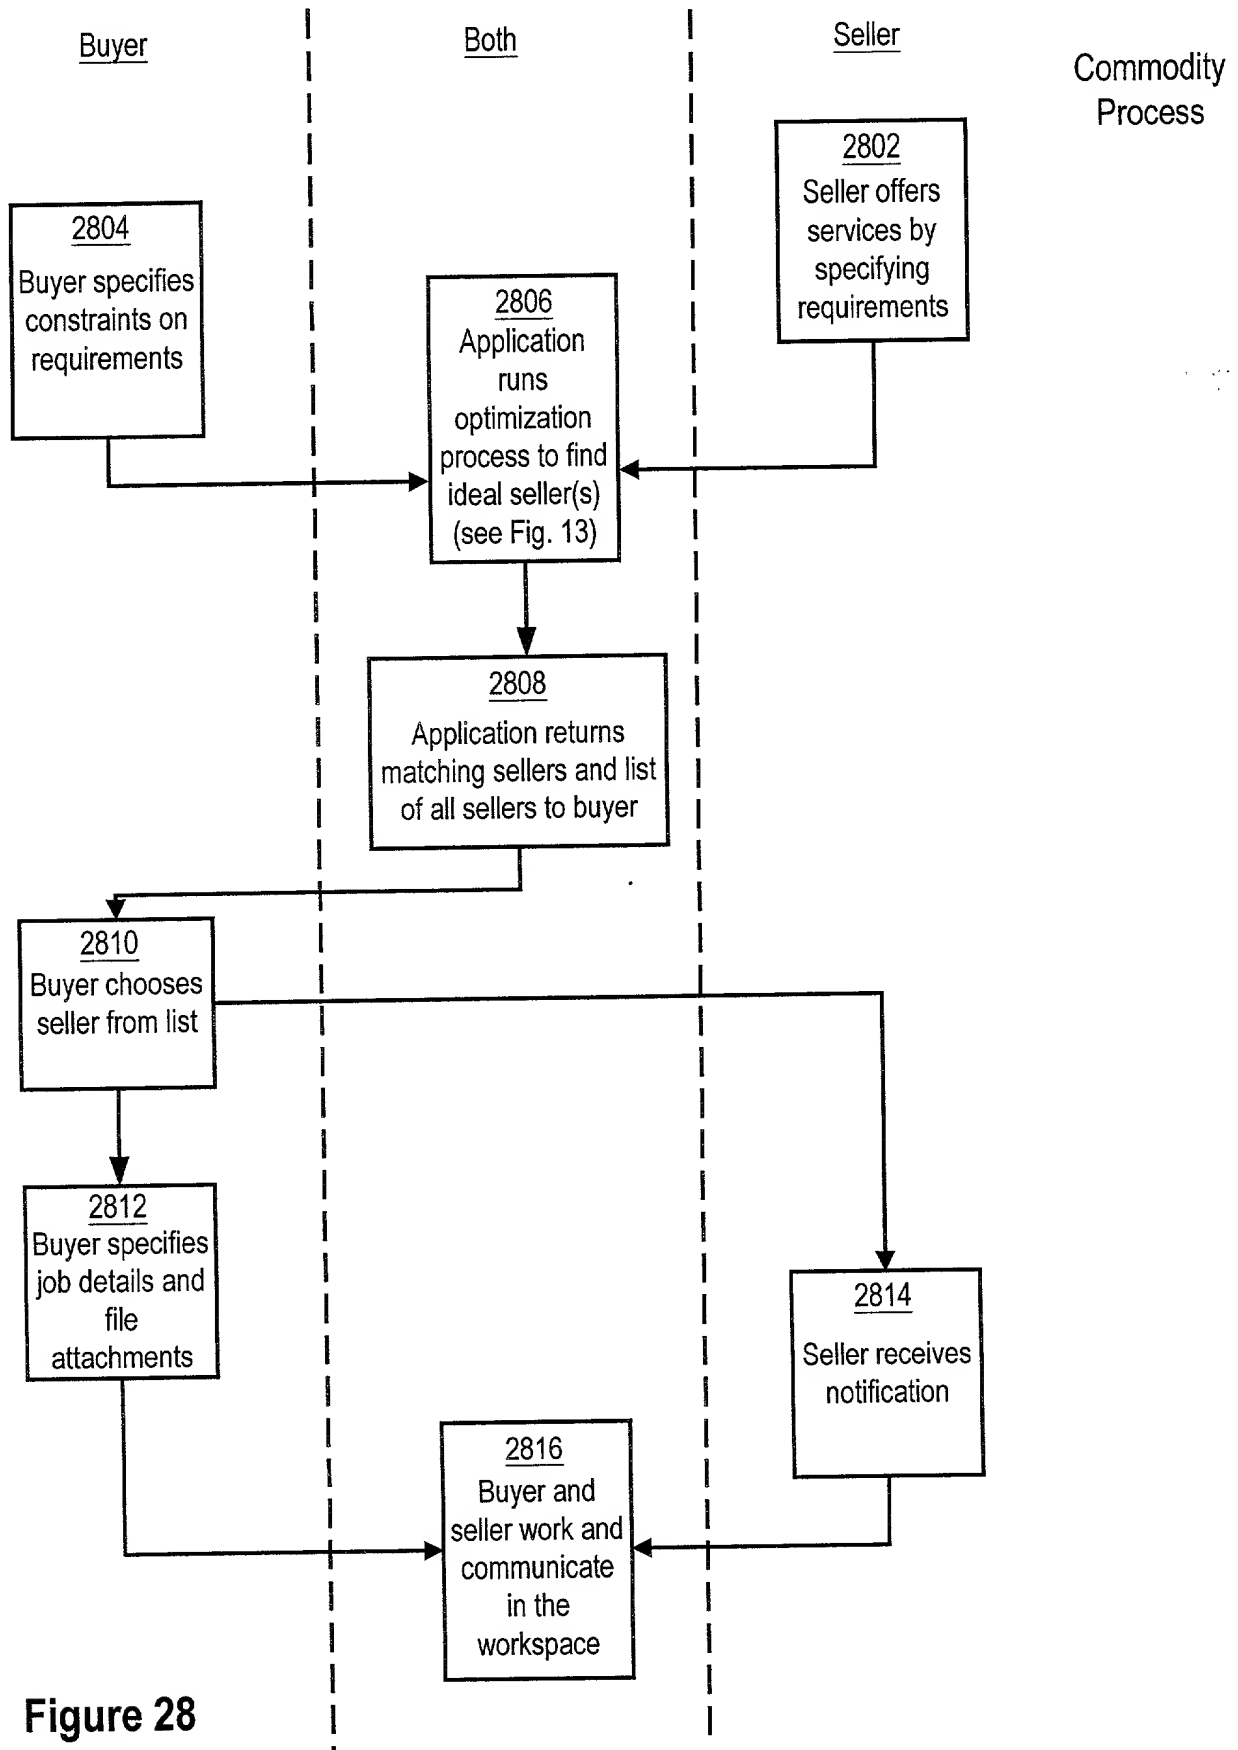 Buyer
Both
Seller
Commodity
Process
2802
Seller offers
services by
specifying
requirements
2804
Buyer specifies
constraints on
requirements
2806
Application
runs
optimization
process to find
ideal seller(s)
(see Fig. 13)
2808
Application returns
matching sellers and list
of all sellers to buyer
2810
Buyer chooses
seller from list
2812
Buyer specifies
job details and
file
attachments
2814
Seller receives
notification
2816
Buyer and
seller work and
communicate
in the
workspace
Figure 28